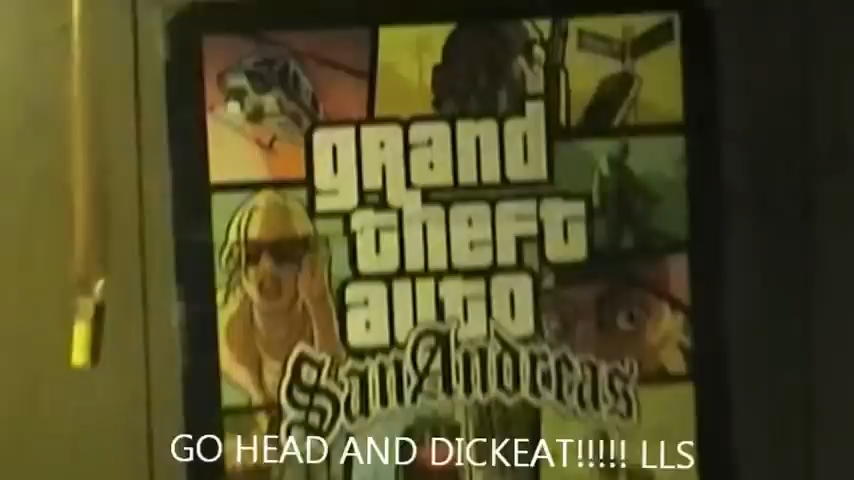 grand
theft
auto
San Andreas
GO HEAD AND DICKEAT!!!!! LLS